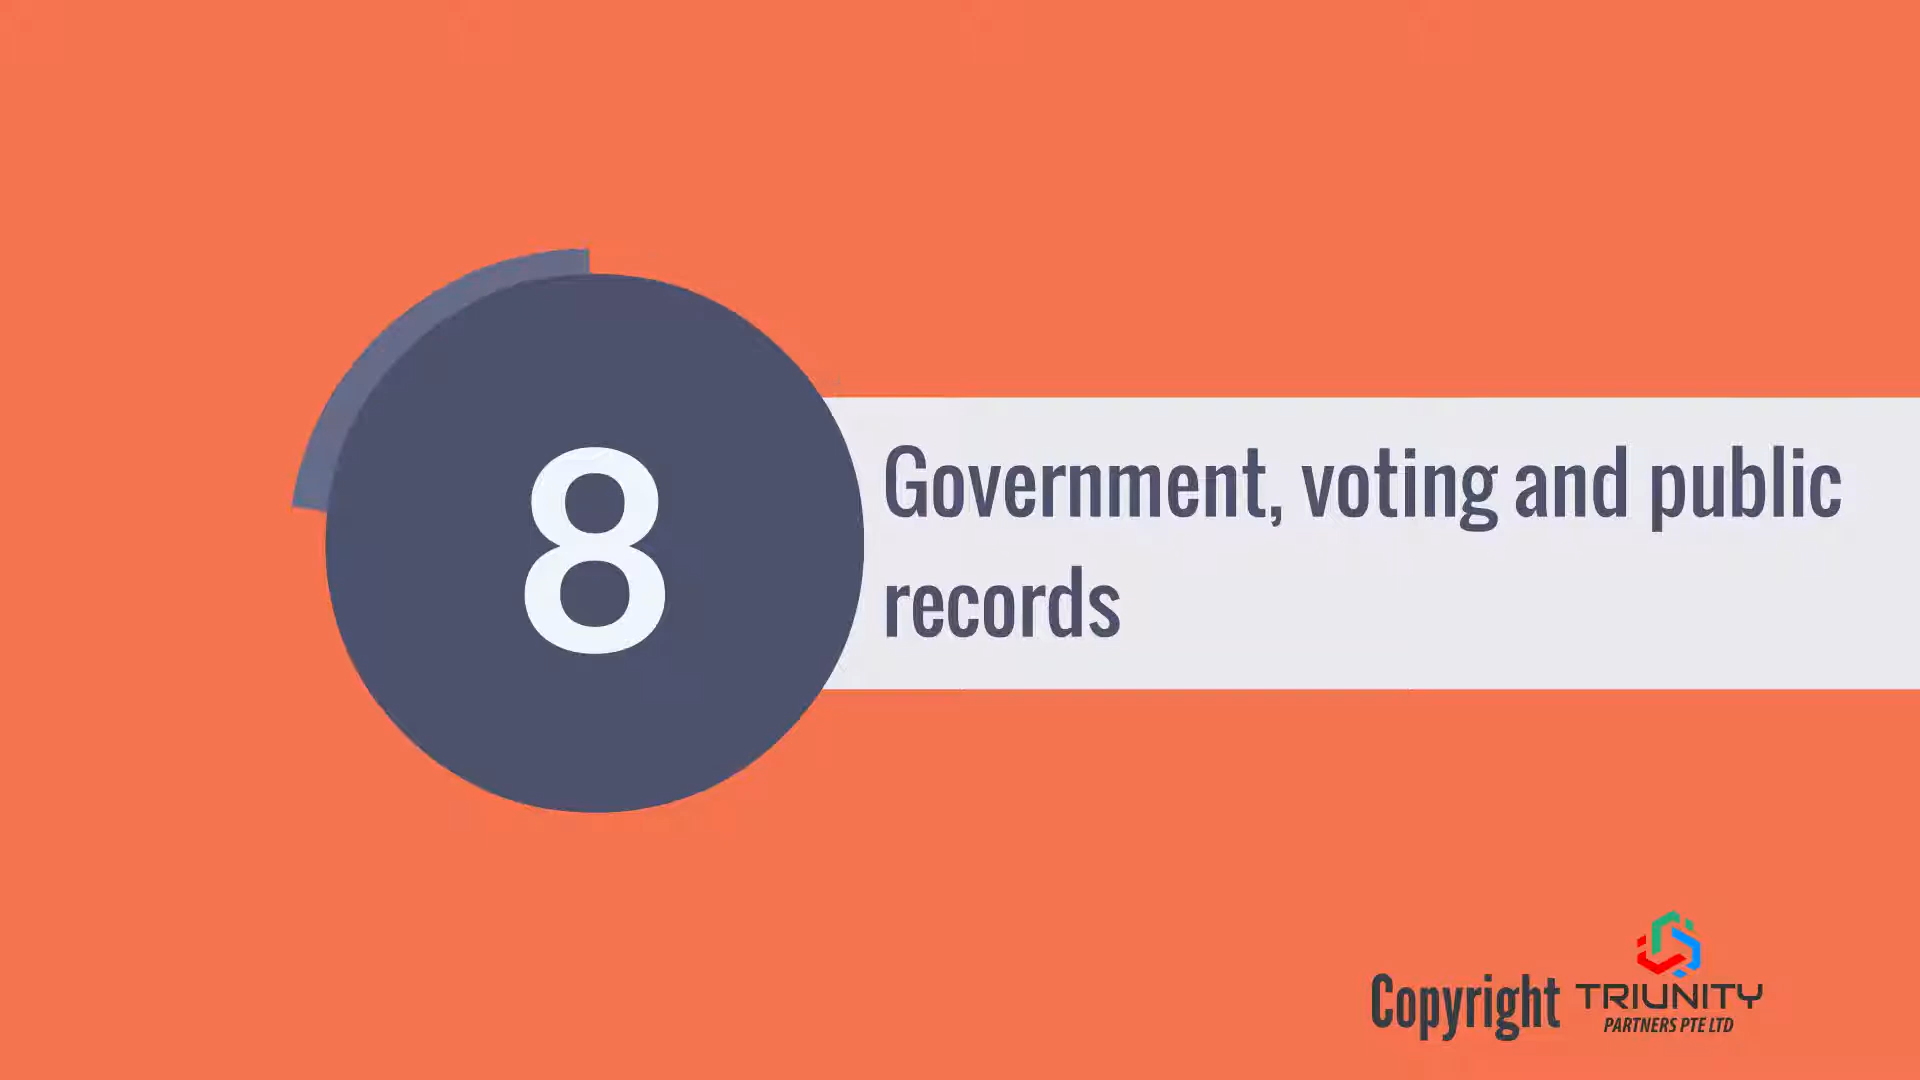 8
Government, voting and public
records
Copyright TRIUNITY
PARTNERS PTE LTD